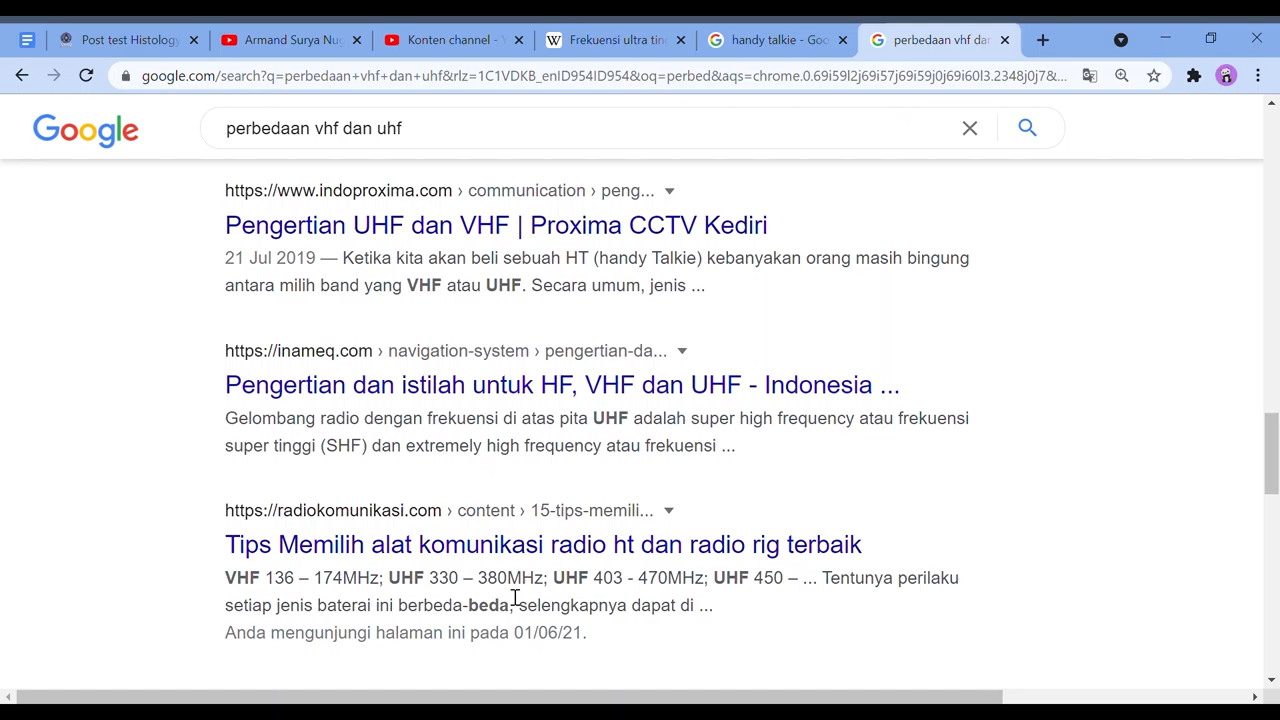 Post test Histology
Armand Surya Nug
Konten channel - Y
Frekuensi ultra tin
handy talkie - Goo
perbedaan vhf dan
google.com/search?q=perbedaan+vhf+dan+uhf&rlz=1C1VDKB_enID954ID954&oq=perbed&aqs=chrome.0.69i59l2j69i57j69i59j0j69i60l3.2348j0j7&...
Google
perbedaan vhf dan uhf
https://www.indoproxima.com › communication › peng...
Pengertian UHF dan VHF | Proxima CCTV Kediri
21 Jul 2019 — Ketika kita akan beli sebuah HT (handy Talkie) kebanyakan orang masih bingung
antara milih band yang VHF atau UHF. Secara umum, jenis ...
https://inameq.com › navigation-system › pengertian-da...
Pengertian dan istilah untuk HF, VHF dan UHF - Indonesia ...
Gelombang radio dengan frekuensi di atas pita UHF adalah super high frequency atau frekuensi
super tinggi (SHF) dan extremely high frequency atau frekuensi ...
https://radiokomunikasi.com › content › 15-tips-memili...
Tips Memilih alat komunikasi radio ht dan radio rig terbaik
VHF 136 – 174MHz; UHF 330 – 380MHz; UHF 403 - 470MHz; UHF 450 – ... Tentunya perilaku
setiap jenis baterai ini berbeda-beda, selengkapnya dapat di ...
Anda mengunjungi halaman ini pada 01/06/21.